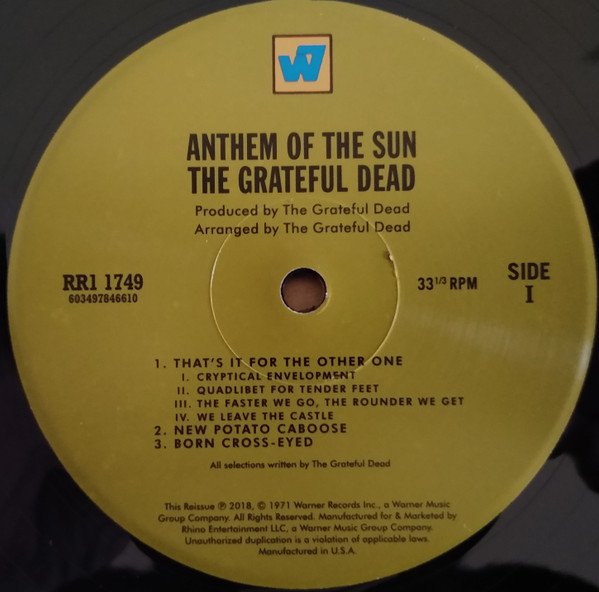 W
ANTHEM OF THE SUN
THE GRATEFUL DEAD
Produced by The Grateful Dead
Arranged by The Grateful Dead
RR1 1749
603497846610
33 1/3 RPM
SIDE
I
1. THAT'S IT FOR THE OTHER ONE
I. CRYPTICAL ENVELOPMENT
II. QUADLIBET FOR TENDER FEET
III. THE FASTER WE GO, THE ROUNDER WE GET
IV. WE LEAVE THE CASTLE
2. NEW POTATO CABOOSE
3. BORN CROSS-EYED
All selections written by The Grateful Dead
This Reissue ℗ 2018, © 1971 Warner Records Inc., a Warner Music
Group Company. All Rights Reserved. Manufactured for & Marketed by
Rhino Entertainment LLC, a Warner Music Group Company.
Unauthorized duplication is a violation of applicable laws.
Manufactured in U.S.A.